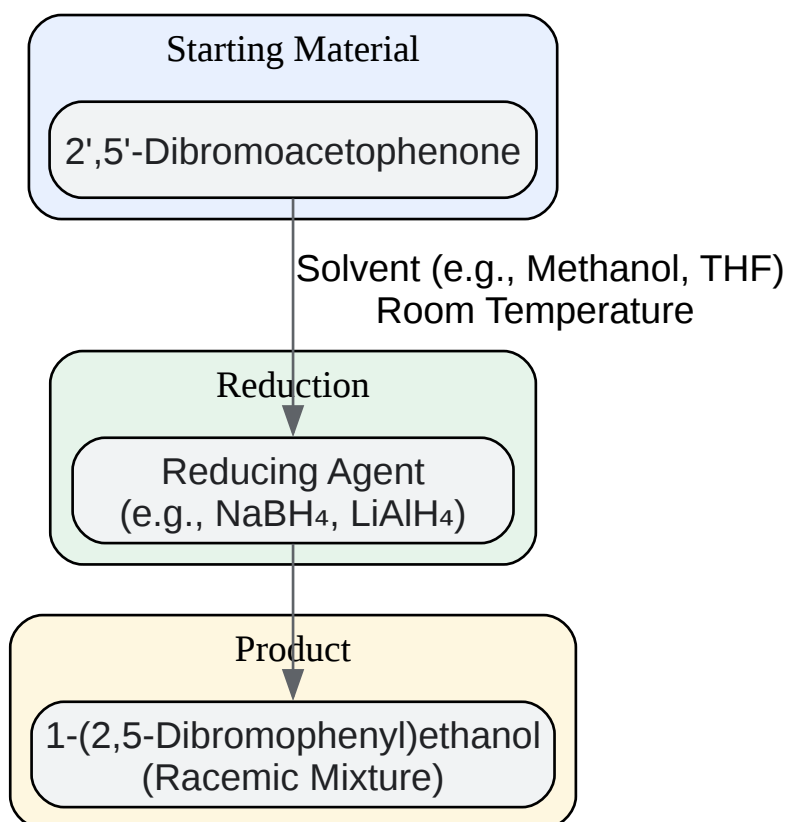 Starting Material
2',5'-Dibromoacetophenone
Solvent (e.g., Methanol, THF)
Room Temperature
Reduction
Reducing Agent
(e.g., NaBH₄, LiAlH₄)
Product
1-(2,5-Dibromophenyl)ethanol
(Racemic Mixture)